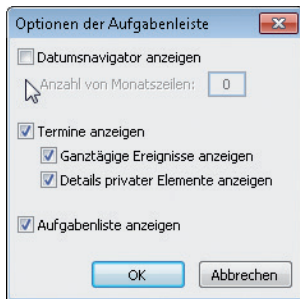 Optionen der Aufgabenleiste
Datumsnavigator anzeigen
Anzahl von Monatszeilen: 0
Termine anzeigen
Ganztägige Ereignisse anzeigen
Details privater Elemente anzeigen
Aufgabenliste anzeigen
OK Abbrechen